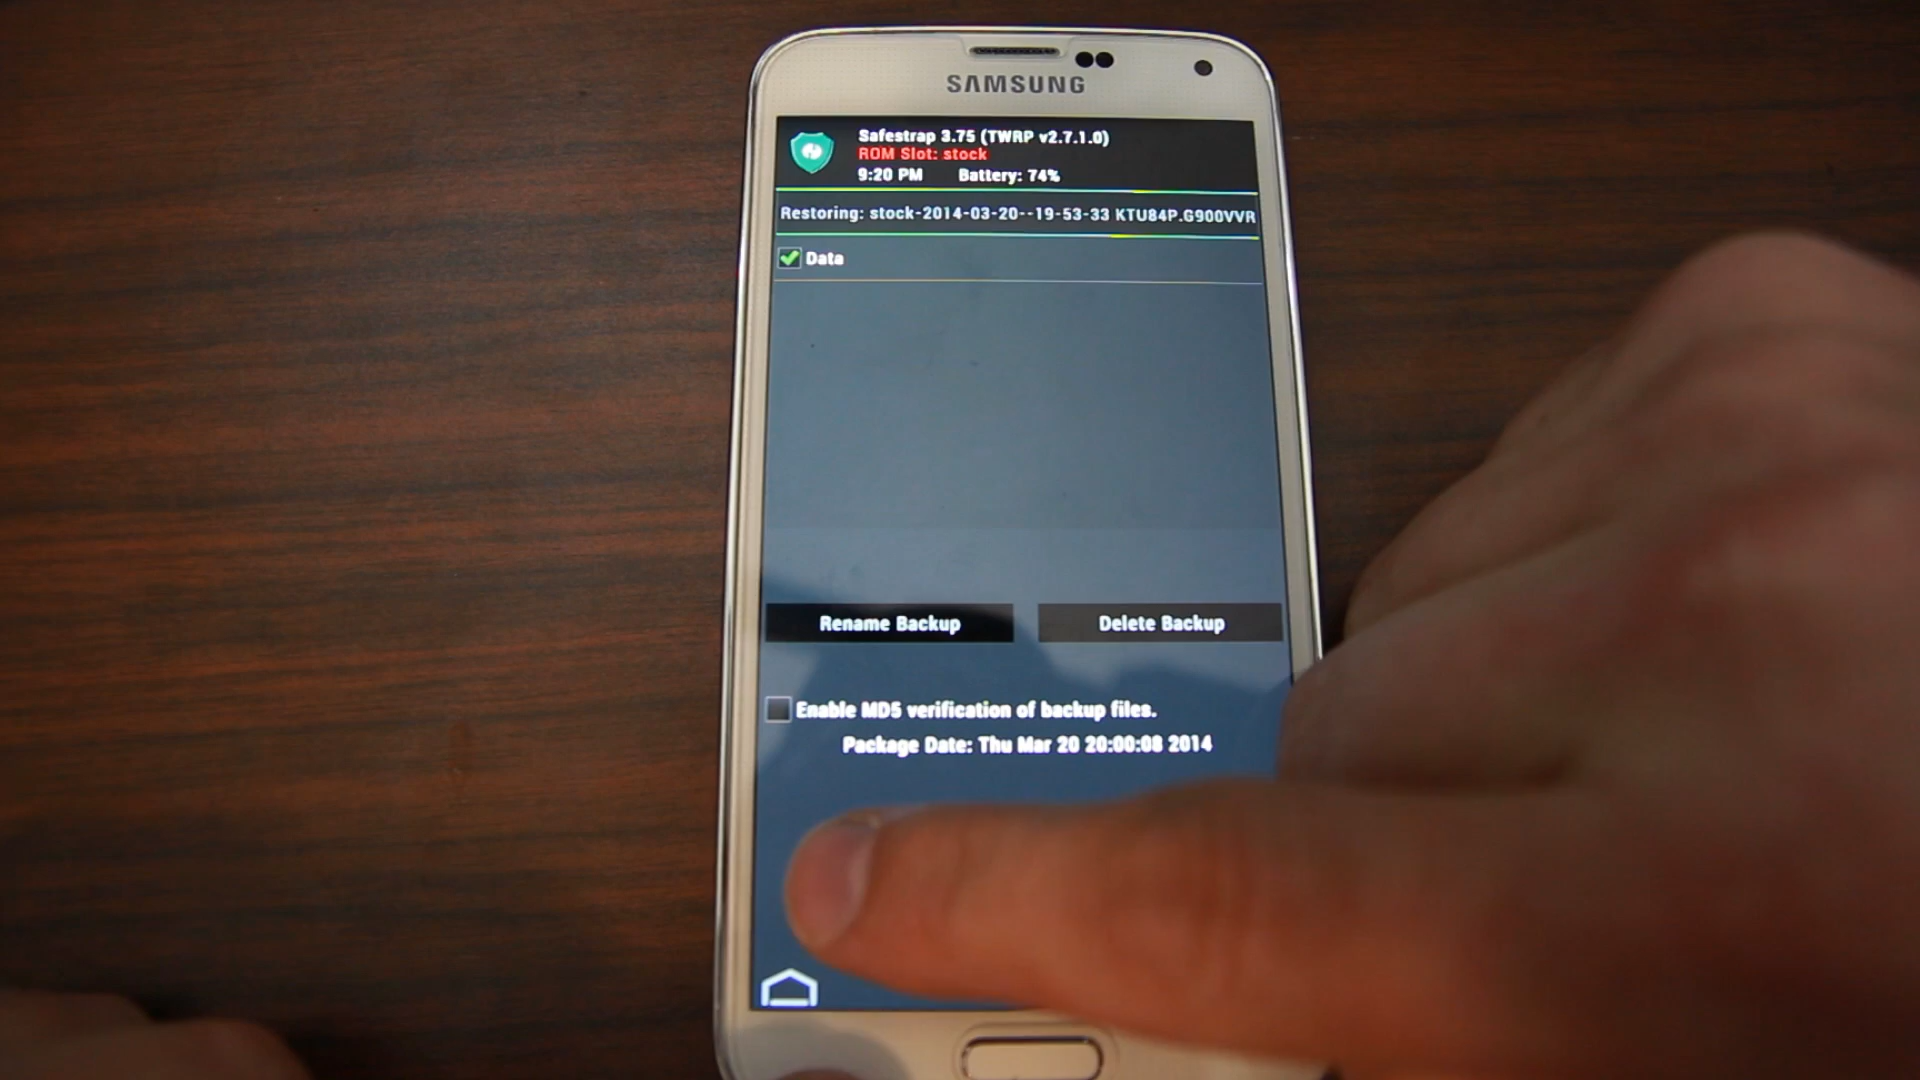 SAMSUNG
Safestrap 3.75 (TWRP v2.7.1.0)
ROM Slot: stock
9:20 PM Battery: 74%
Restoring: stock-2014-03-20--19-53-33 KTU84P.G900VVR
Data
Rename Backup Delete Backup
Enable MD5 verification of backup files.
Package Date: Thu Mar 20 20:00:08 2014